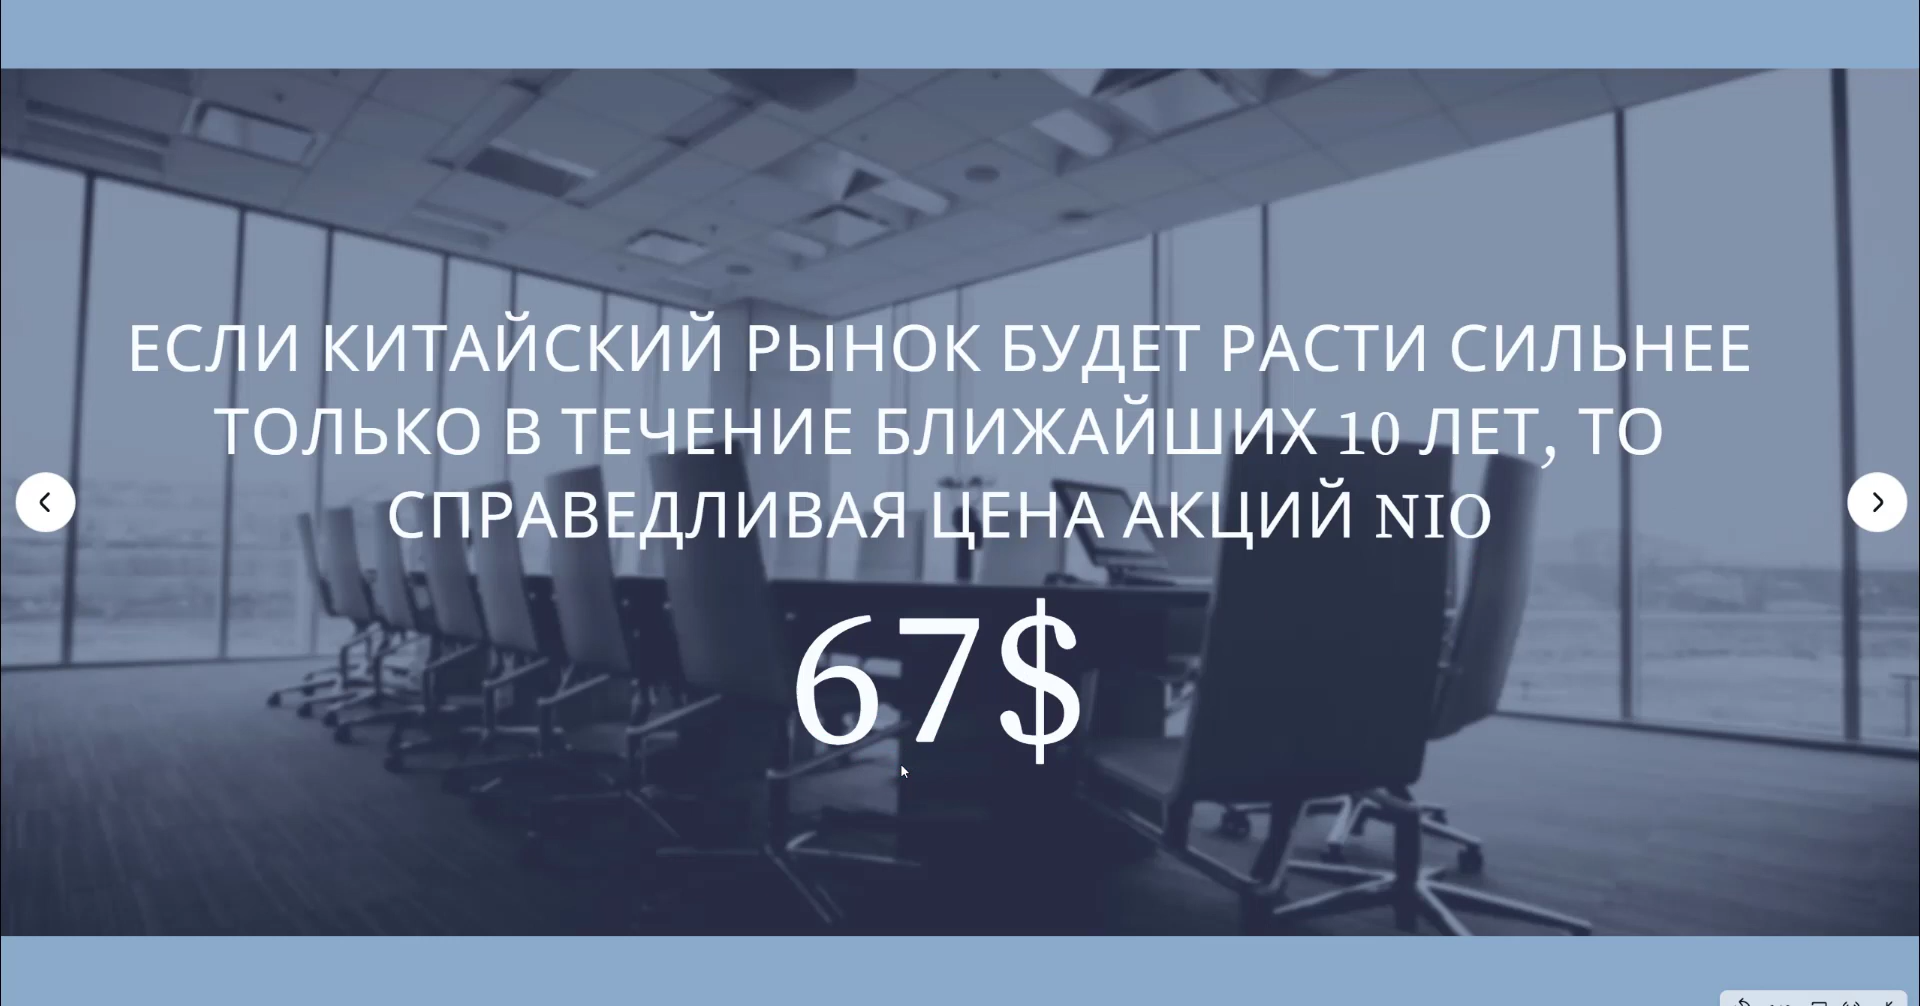 ЕСЛИ КИТАЙСКИЙ РЫНОК БУДЕТ РАСТИ СИЛЬНЕЕ
ТОЛЬКО В ТЕЧЕНИЕ БЛИЖАЙШИХ 10 ЛЕТ, ТО
СПРАВЕДЛИВАЯ ЦЕНА АКЦИЙ NIO
67$